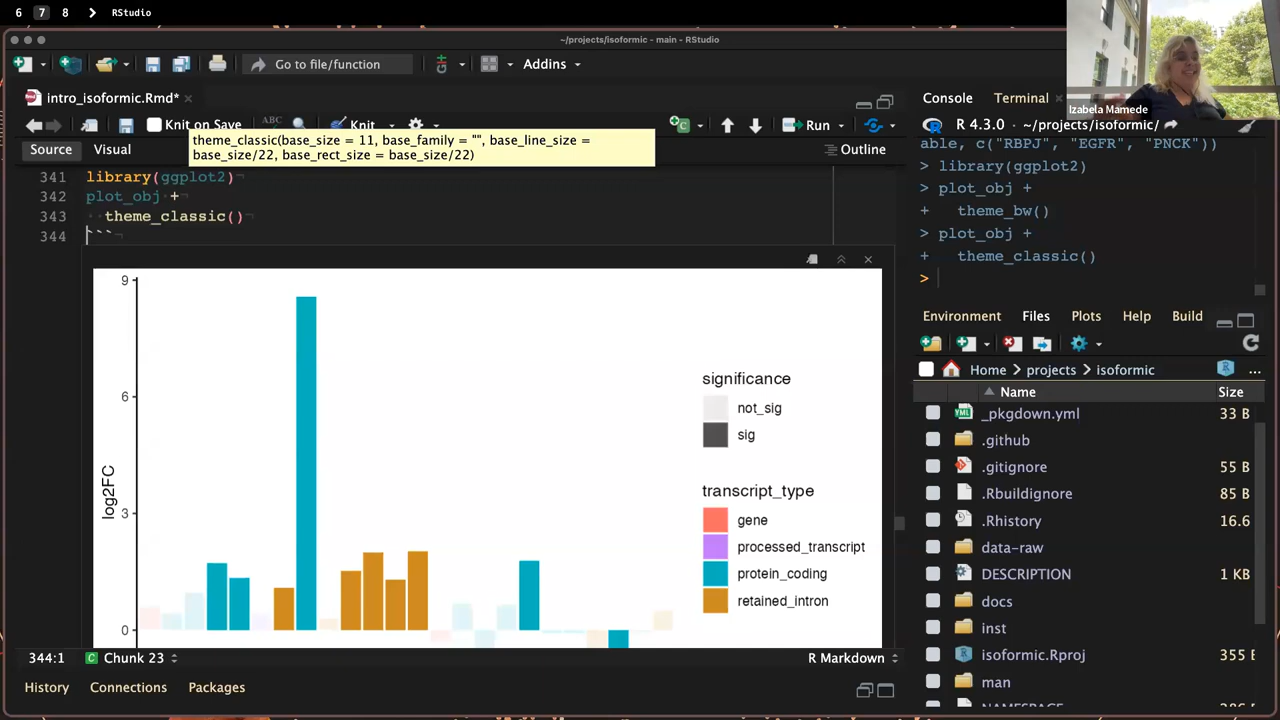 6 7 8 RStudio
~/projects/isoformic - main - RStudio
Go to file/function
Addins
intro_isoformic.Rmd*
Knit on Save
ABC
Knit
Run
theme_classic(base_size = 11, base_family = "", base_line_size =
base_size/22, base_rect_size = base_size/22)
Source Visual
Outline
341 library(ggplot2)
342 plot_obj +
343 theme_classic()
344 ```
9
6
3
0
log2FC
significance
not_sig
sig
transcript_type
gene
processed_transcript
protein_coding
retained_intron
344:1 Chunk 23
R Markdown
History Connections Packages
Izabela Mamede
Console Terminal
R 4.3.0 · ~/projects/isoformic/
able, c("RBPJ", "EGFR", "PNCK"))
> library(ggplot2)
> plot_obj +
+ theme_bw()
> plot_obj +
+ theme_classic()
>
Environment Files Plots Help Build
Home projects isoformic ...
Name Size
_pkgdown.yml 33 B
.github
.gitignore 55 B
.Rbuildignore 85 B
.Rhistory 16.6
data-raw
DESCRIPTION 1 KB
docs
inst
isoformic.Rproj 355 B
man
NAMESPACE